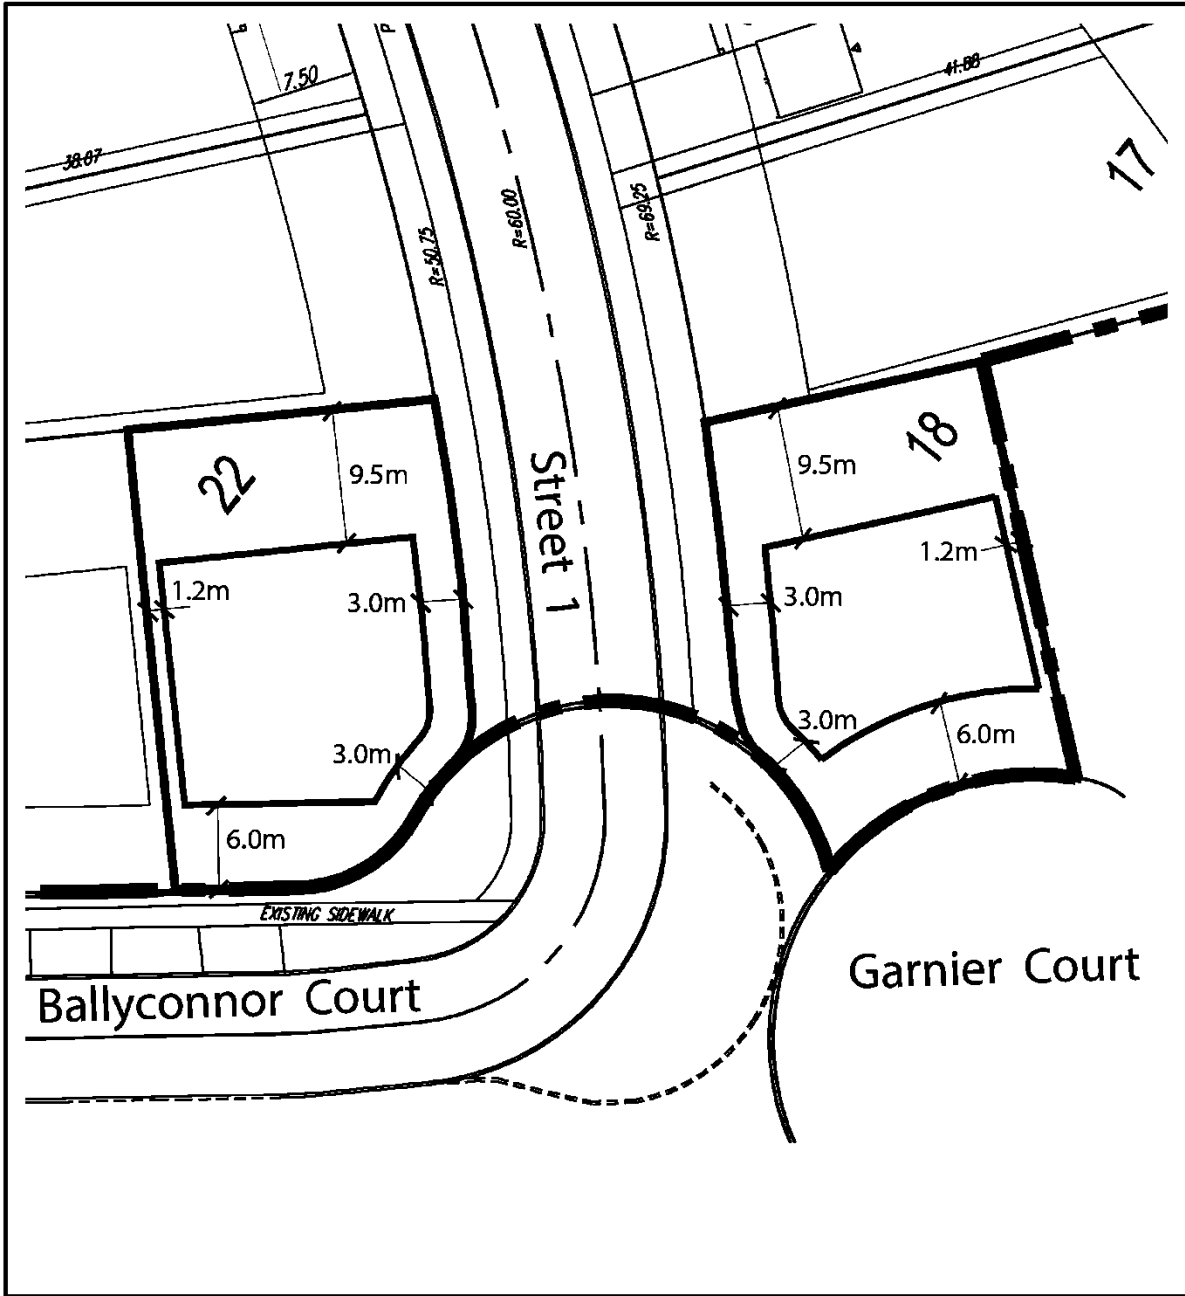 7.50
41.88
38.07
17
R=60.00
R=69.25
R=50.75
18
22
9.5m
9.5m
Street 1
1.2m
1.2m
3.0m
3.0m
3.0m
3.0m
6.0m
6.0m
EXISTING SIDEWALK
Garnier Court
Ballyconnor Court